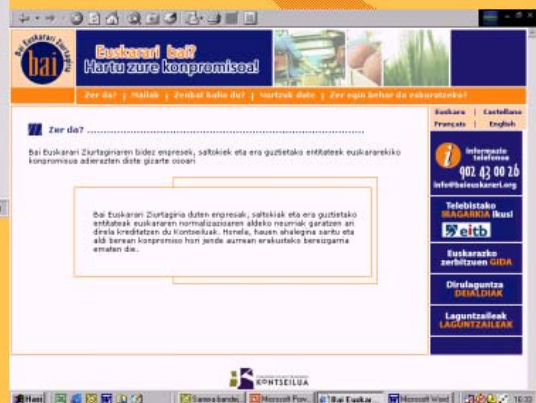 bai
Euskarari bai?
Hartu zure konpromisoa!
Zer da? | Mailak | Zenbat balio du? | Nortzuk dute | Zer egin behar da eskuratzeko?
Euskara | Castellano
Français | English
Zer da?
Bai Euskarari Ziurtagiriaren bidez enpresek, saltokiek eta era guztietako entitateek euskararekiko
konpromisoa adierazten diote gizarte osoari
Bai Euskarari Ziurtagiria duten enpresak, saltokiak eta era guztietako
entitateak euskararen normalizazioaren aldeko neurriak garatzen ari
direla kreditatzen du Kontseiluak. Honela, hauen ahalegina saritu eta
aldi berean konpromiso hori jende aurrean erakusteko bereizgarria
ematen die.
Informazio
telefonoa
902 43 00 26
info@baieuskarari.org
Telebistako
IRAGARKIA ikusi
eitb
Euskarazko
zerbitzuen GIDA
Dirulaguntza
DEIALDIAK
Laguntzaileak
LAGUNTZAILEAK
KONTSEILUA
Hasi
Microsoft Pow...
Bai Euskar...
Microsoft Word
16:33